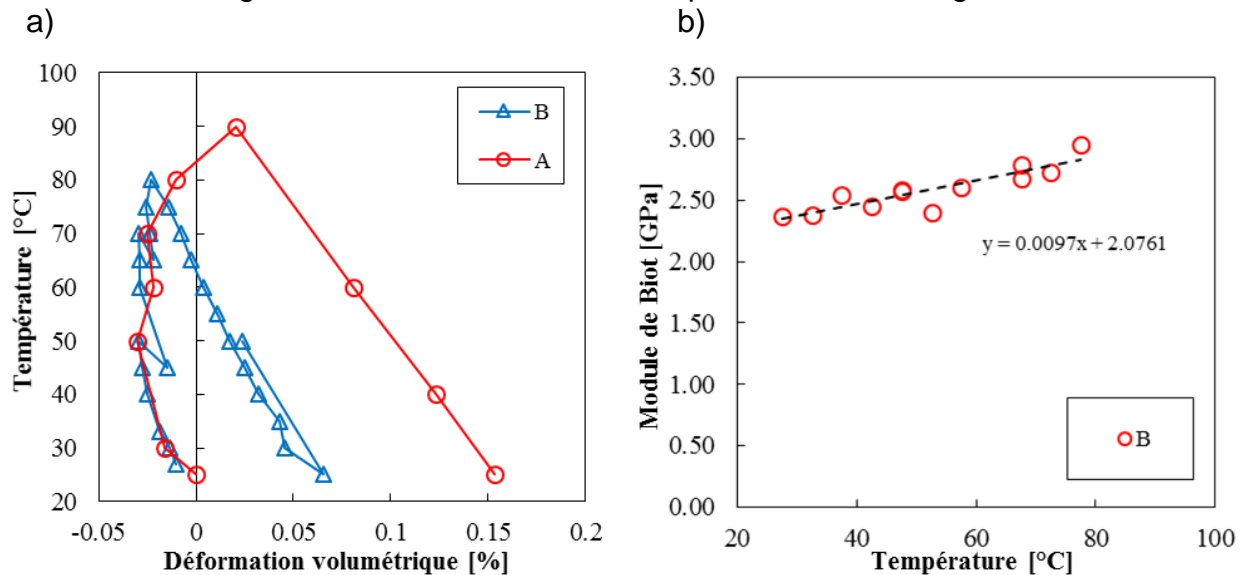 a)
b)
100
90
80
70
60
50
40
30
20
-0.05
0
0.05
0.1
0.15
0.2
Température [°C]
Déformation volumétrique [%]
B
A
3.50
3.00
2.50
2.00
1.50
1.00
0.50
0.00
20
40
60
80
100
Module de Biot [GPa]
Température [°C]
y = 0.0097x + 2.0761
B